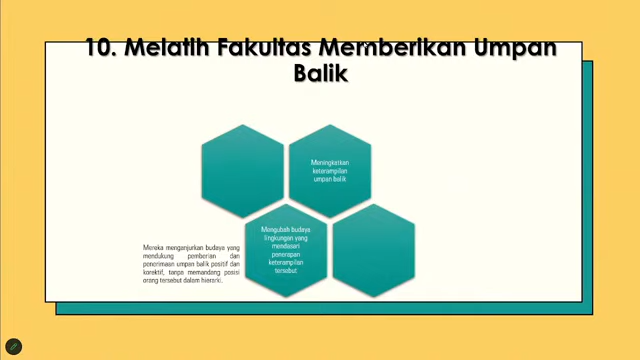 10. Melatih Fakultas Memberikan Umpan
Balik
Meningkatkan
keterampilan
umpan balik
Mengubah budaya
lingkungan yang
mendasari
penerapan
keterampilan
tersebut
Mereka menganjurkan budaya yang
mendukung pemberian dan
penerimaan umpan balik positif dan
korektif, tanpa memandang posisi
orang tersebut dalam hierarki.